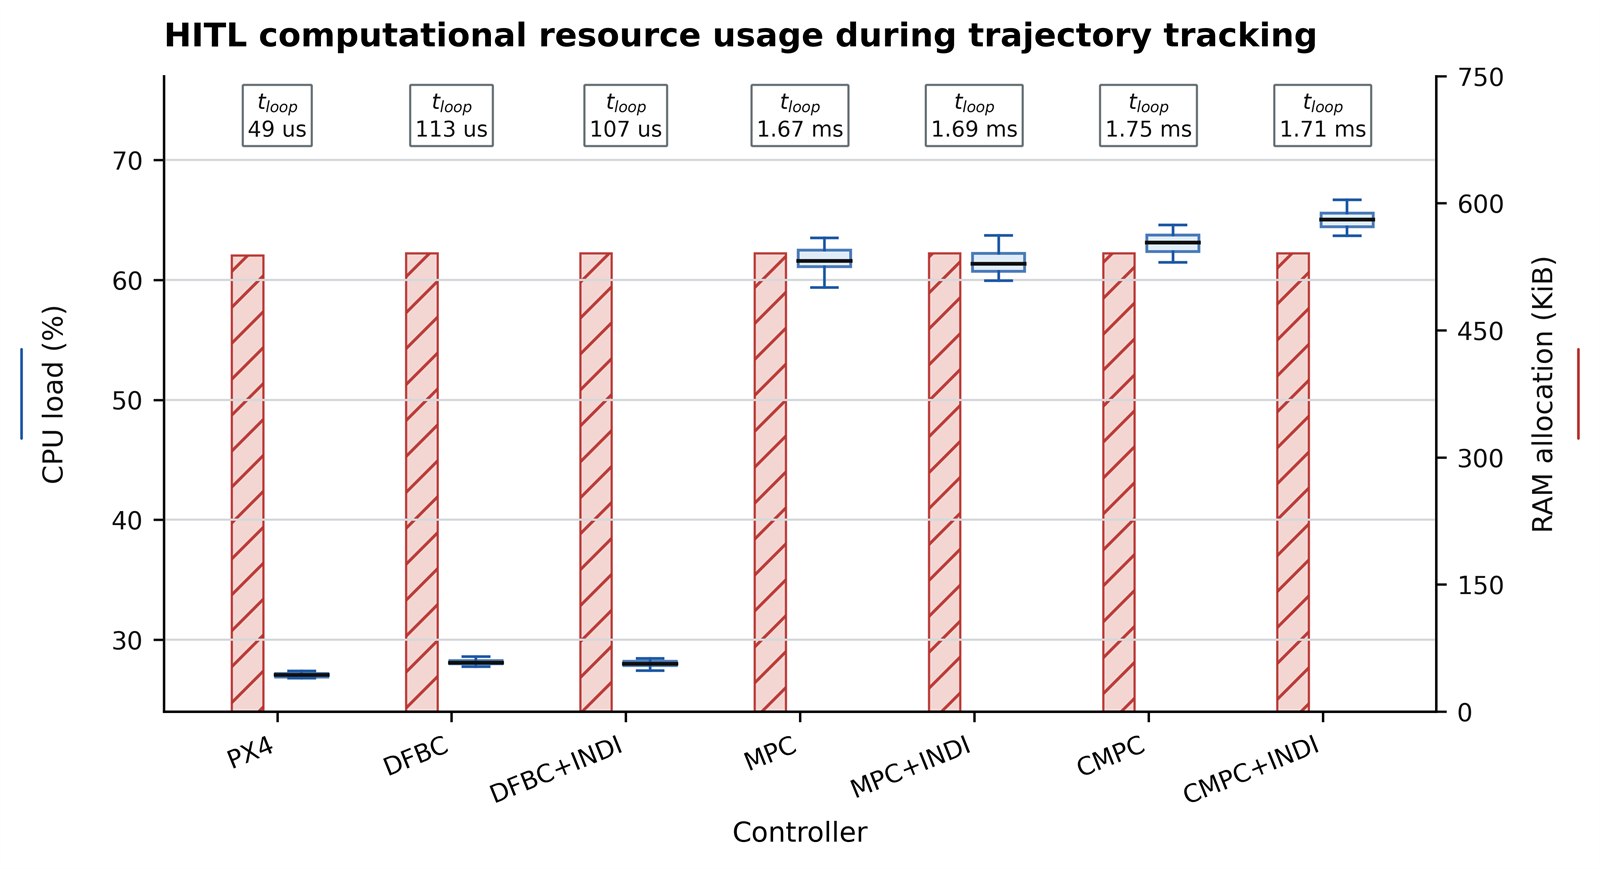 HITL computational resource usage during trajectory tracking
t_loop
49 us
t_loop
113 us
t_loop
107 us
t_loop
1.67 ms
t_loop
1.69 ms
t_loop
1.75 ms
t_loop
1.71 ms
CPU load (%)
70
60
50
40
30
750
600
450
300
150
0
RAM allocation (KiB)
PX4
DFBC
DFBC+INDI
MPC
MPC+INDI
CMPC
CMPC+INDI
Controller